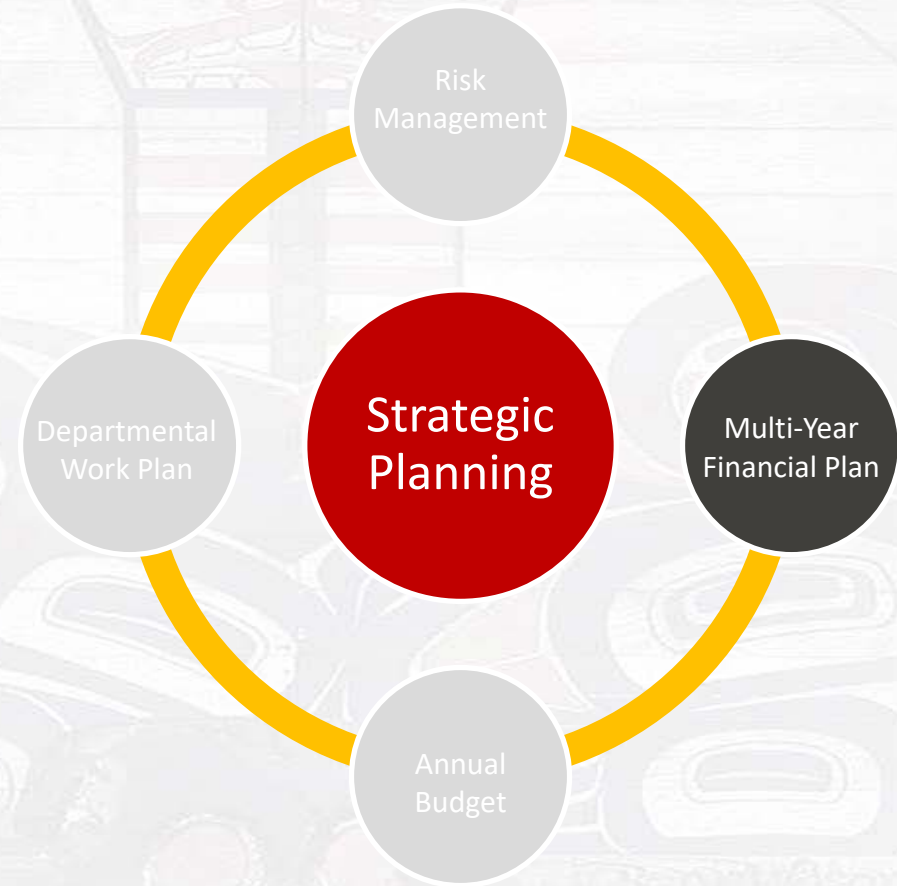 Risk
Management
Strategic
Planning
Multi-Year
Financial Plan
Departmental
Work Plan
Annual
Budget